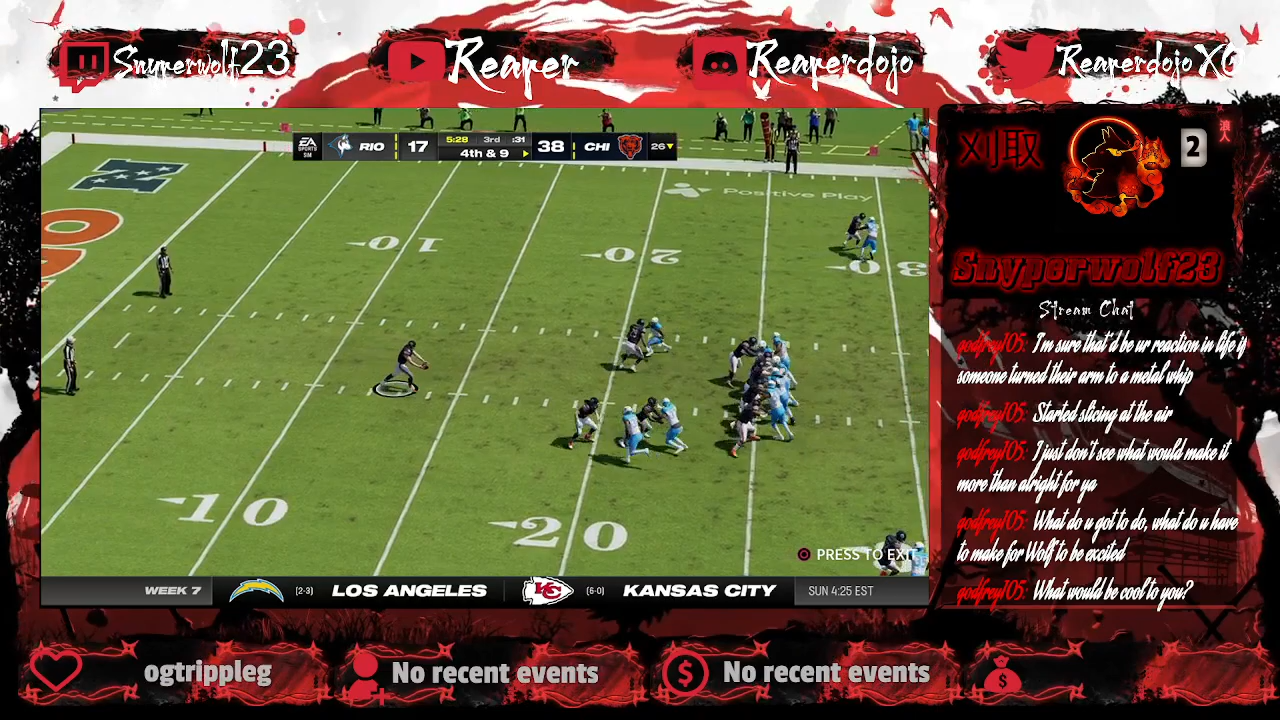 Snyperwolf23
Reaper
Reaperdojo
ReaperdojoXO
EA SPORTS RIO 17 5:28 3rd :31 38 CHI 26
4th & 9
Positive Play
10
20
30
10
20
PRESS TO EXIT
WEEK 7 (2-3) LOS ANGELES (6-0) KANSAS CITY SUN 4:25 EST
刈取
浪人
2
Snyperwolf23
Stream Chat
godfrey105: I'm sure that'd be ur reaction in life if
someone turned their arm to a metal whip
godfrey105: Started slicing at the air
godfrey105: I just don't see what would make it
more than alright for ya
godfrey105: What do u got to do, what do u have
to make for Wolf to be excited
godfrey105: What would be cool to you?
ogtrippleg
No recent events
No recent events